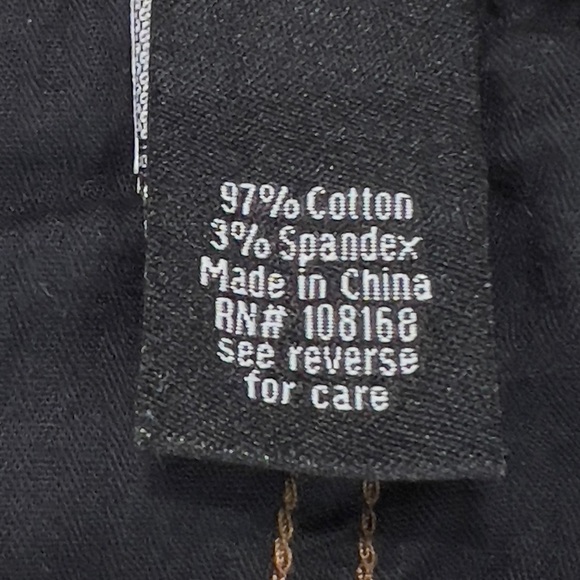 97% Cotton
3% Spandex
Made in China
RN# 108168
see reverse
for care